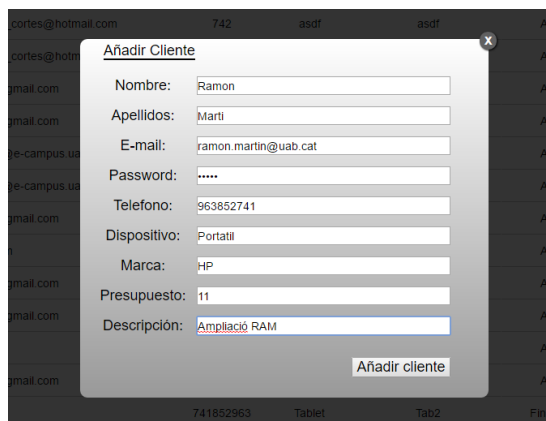 _cortes@hotmail.com 742 asdf asdf A
_cortes@hotm A
Añadir Cliente X
gmail.com A
Nombre: Ramon
gmail.com A
Apellidos: Marti
@e-campus.ua A
E-mail: ramon.martin@uab.cat
@e-campus.ua A
Password: •••••
Telefono: 963852741
gmail.com A
Dispositivo: Portatil
m A
Marca: HP
gmail.com A
Presupuesto: 11
gmail.com A
Descripción: Ampliació RAM
A
Añadir cliente
gmail.com A
741852963 Tablet Tab2 Fin